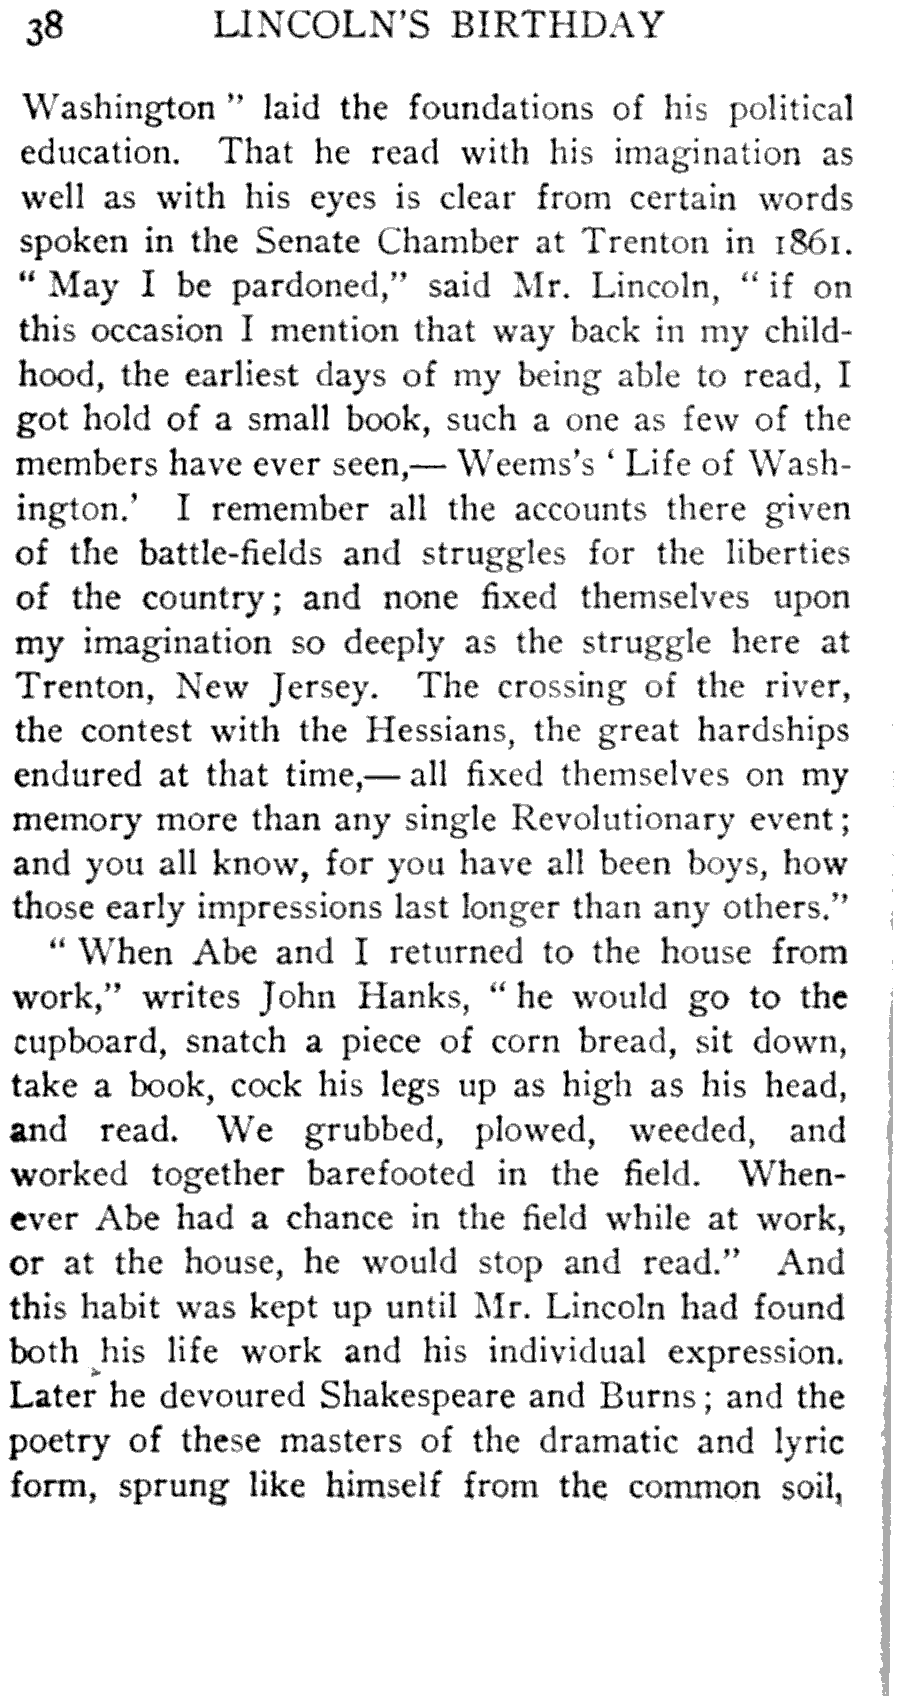 38 LINCOLN'S BIRTHDAY
Washington " laid the foundations of his political
education. That he read with his imagination as
well as with his eyes is clear from certain words
spoken in the Senate Chamber at Trenton in 1861.
" May I be pardoned," said Mr. Lincoln, " if on
this occasion I mention that way back in my child-
hood, the earliest days of my being able to read, I
got hold of a small book, such a one as few of the
members have ever seen,— Weems's ' Life of Wash-
ington.' I remember all the accounts there given
of the battle-fields and struggles for the liberties
of the country; and none fixed themselves upon
my imagination so deeply as the struggle here at
Trenton, New Jersey. The crossing of the river,
the contest with the Hessians, the great hardships
endured at that time,— all fixed themselves on my
memory more than any single Revolutionary event;
and you all know, for you have all been boys, how
those early impressions last longer than any others."
" When Abe and I returned to the house from
work," writes John Hanks, " he would go to the
cupboard, snatch a piece of corn bread, sit down,
take a book, cock his legs up as high as his head,
and read. We grubbed, plowed, weeded, and
worked together barefooted in the field. When-
ever Abe had a chance in the field while at work,
or at the house, he would stop and read." And
this habit was kept up until Mr. Lincoln had found
both his life work and his individual expression.
Later he devoured Shakespeare and Burns; and the
poetry of these masters of the dramatic and lyric
form, sprung like himself from the common soil,